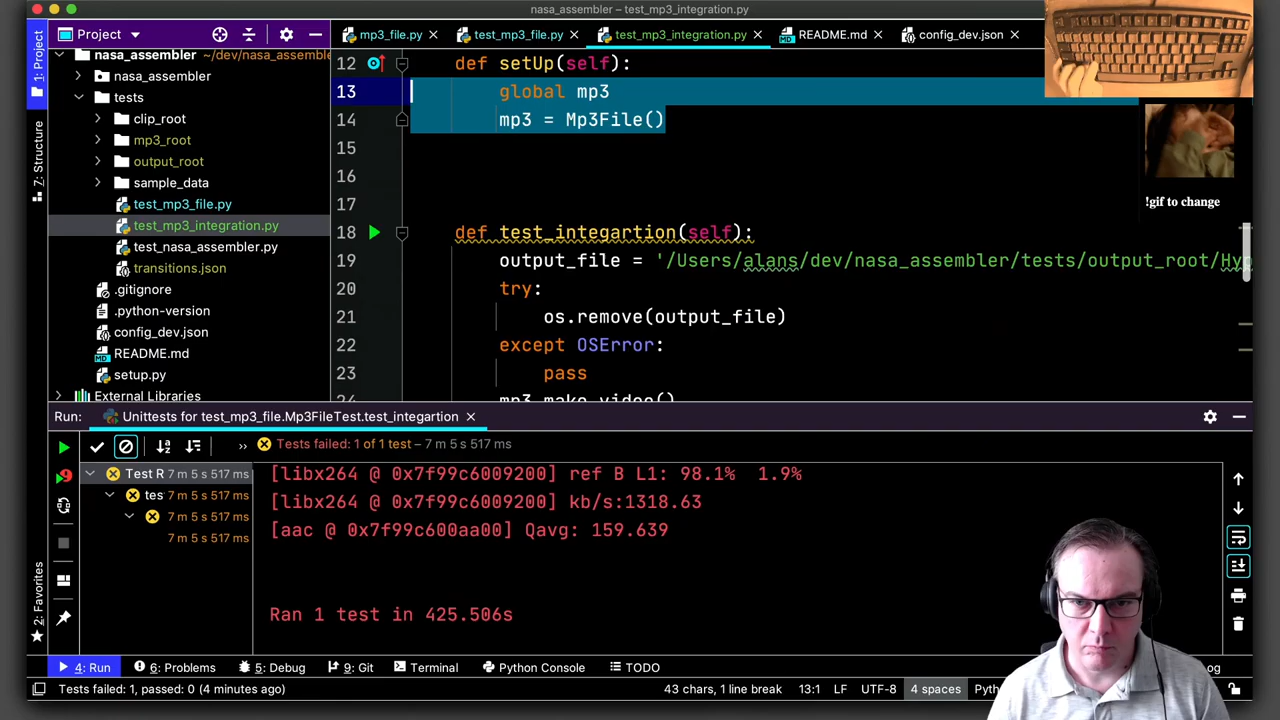 nasa_assembler – test_mp3_integration.py
Project
mp3_file.py
test_mp3_file.py
test_mp3_integration.py
README.md
config_dev.json
1: Project
7: Structure
2: Favorites
nasa_assembler ~/dev/nasa_assemble
nasa_assembler
tests
clip_root
mp3_root
output_root
sample_data
test_mp3_file.py
test_mp3_integration.py
test_nasa_assembler.py
transitions.json
.gitignore
.python-version
config_dev.json
README.md
setup.py
External Libraries
12 def setUp(self):
13 global mp3
14 mp3 = Mp3File()
15
16
17
18 def test_integartion(self):
19 output_file = '/Users/alans/dev/nasa_assembler/tests/output_root/Hy
20 try:
21 os.remove(output_file)
22 except OSError:
23 pass
24 mp3.make_video()
!gif to change
Run: Unittests for test_mp3_file.Mp3FileTest.test_integartion
» Tests failed: 1 of 1 test – 7 m 5 s 517 ms
Test R 7 m 5 s 517 ms
tes 7 m 5 s 517 ms
7 m 5 s 517 ms
7 m 5 s 517 ms
[libx264 @ 0x7f99c6009200] ref B L1: 98.1% 1.9%
[libx264 @ 0x7f99c6009200] kb/s:1318.63
[aac @ 0x7f99c600aa00] Qavg: 159.639
Ran 1 test in 425.506s
4: Run
6: Problems
5: Debug
9: Git
Terminal
Python Console
TODO
og
Tests failed: 1, passed: 0 (4 minutes ago)
43 chars, 1 line break
13:1
LF
UTF-8
4 spaces
Pyth